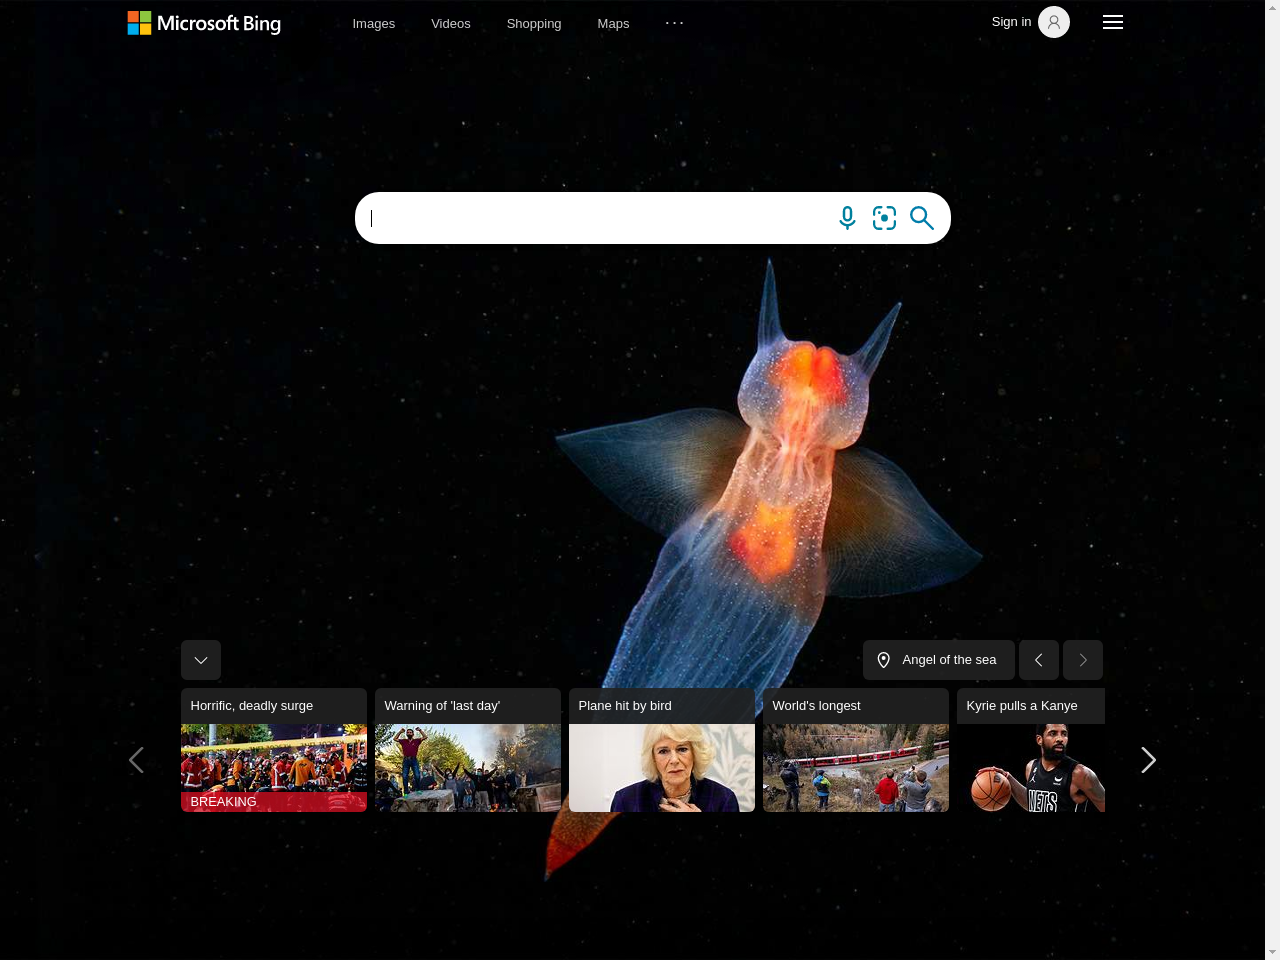 Microsoft Bing
Images
Videos
Shopping
Maps
...
Sign in
Angel of the sea
Horrific, deadly surge
BREAKING
Warning of 'last day'
Plane hit by bird
World's longest
Kyrie pulls a Kanye
NETS